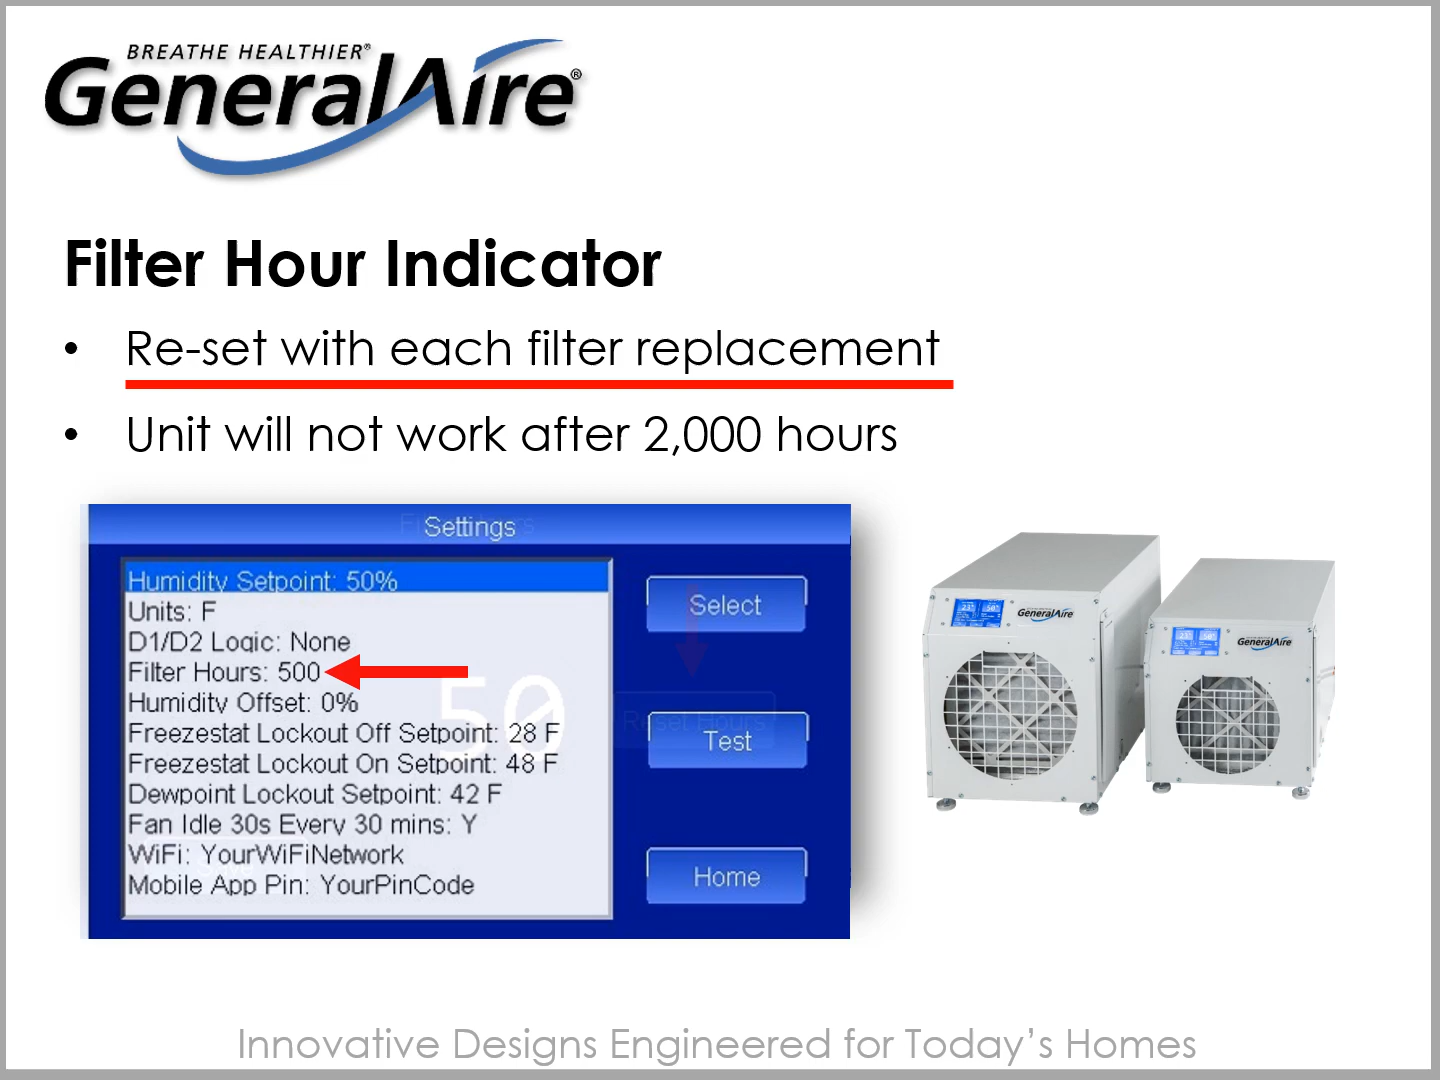 BREATHE HEALTHIER®
GeneralAire®
Filter Hour Indicator
• Re-set with each filter replacement
• Unit will not work after 2,000 hours
Settings
Humidity Setpoint: 50%
Units: F
D1/D2 Logic: None
Filter Hours: 500
Humidity Offset: 0%
Freezestat Lockout Off Setpoint: 28 F
Freezestat Lockout On Setpoint: 48 F
Dewpoint Lockout Setpoint: 42 F
Fan Idle 30s Every 30 mins: Y
WiFi: YourWiFiNetwork
Mobile App Pin: YourPinCode
50
Select
Reset Hours
Test
Home
GeneralAire
GeneralAire
Innovative Designs Engineered for Today's Homes